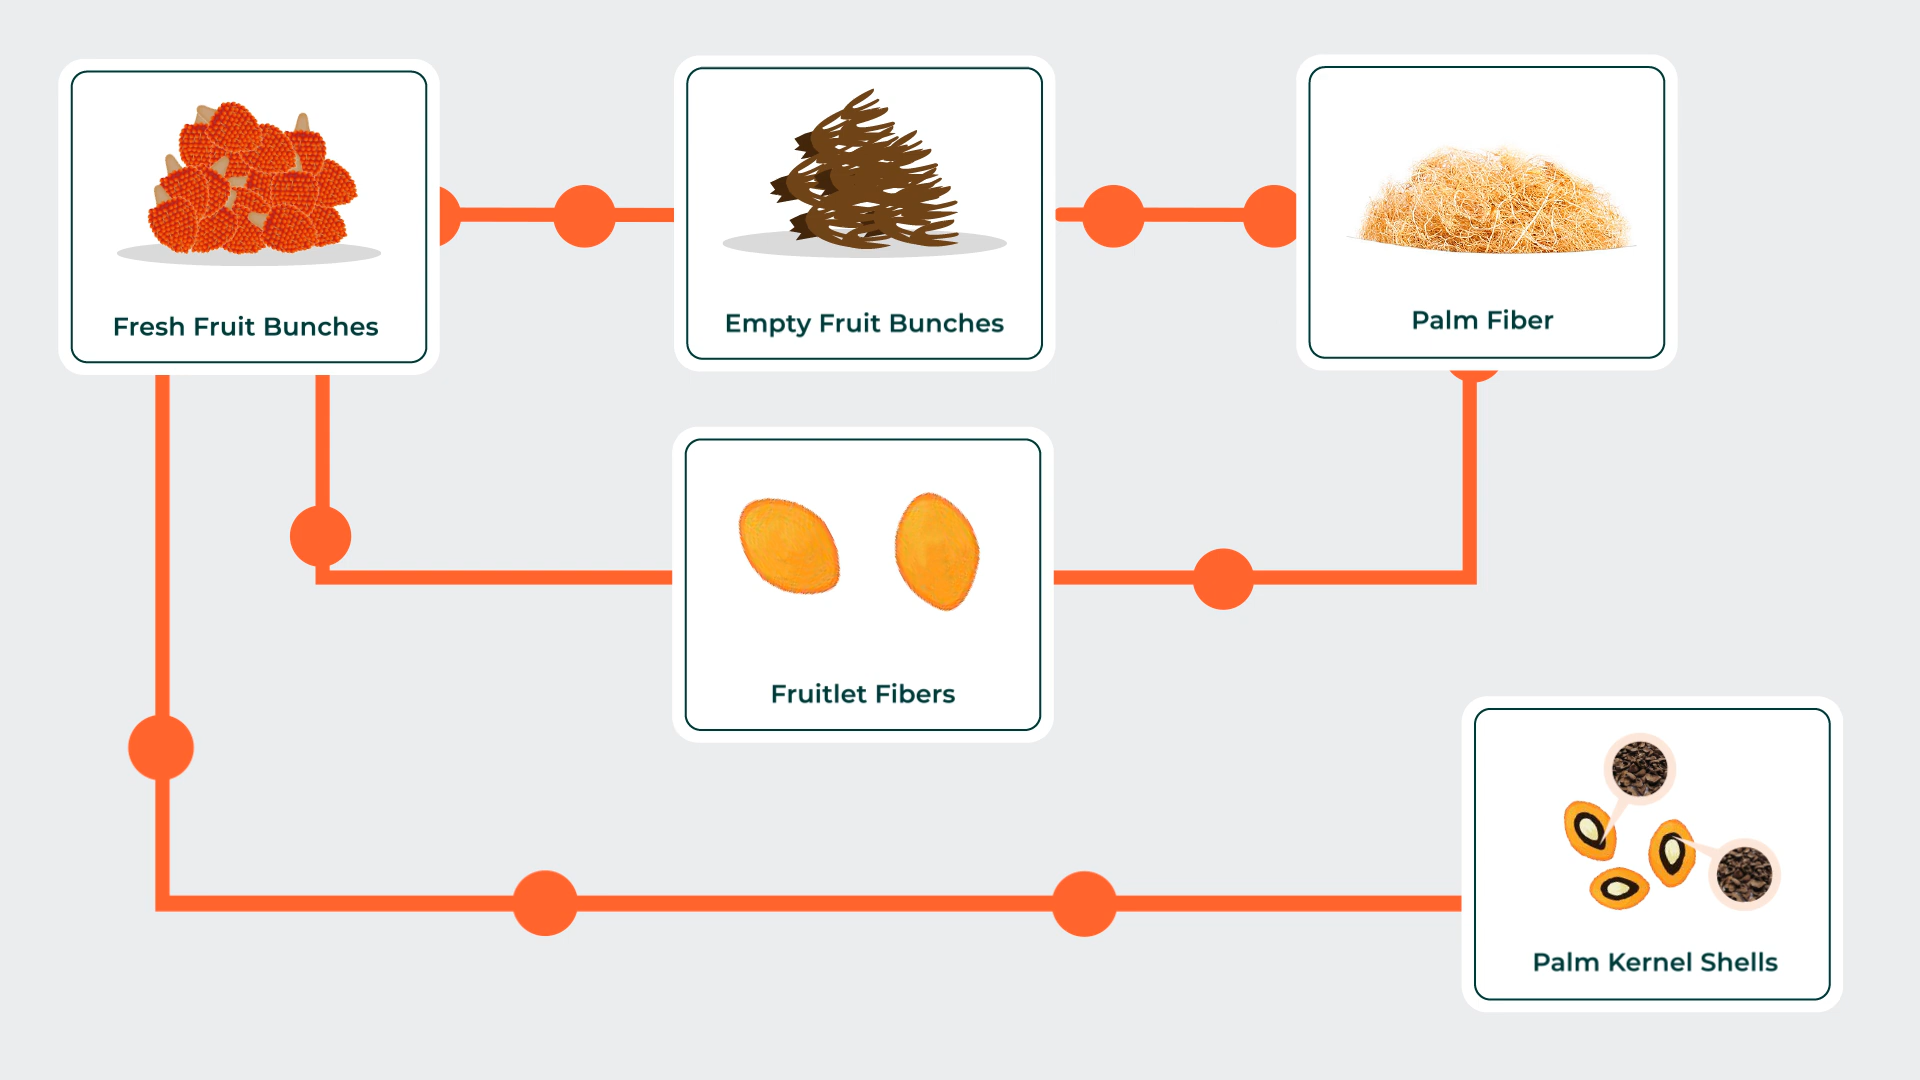 Fresh Fruit Bunches
Empty Fruit Bunches
Palm Fiber
Fruitlet Fibers
Palm Kernel Shells